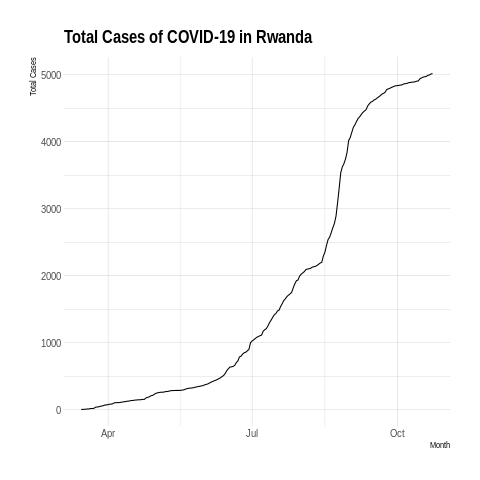 Total Cases of COVID-19 in Rwanda
Total Cases
5000
4000
3000
2000
1000
0
Apr
Jul
Oct
Month